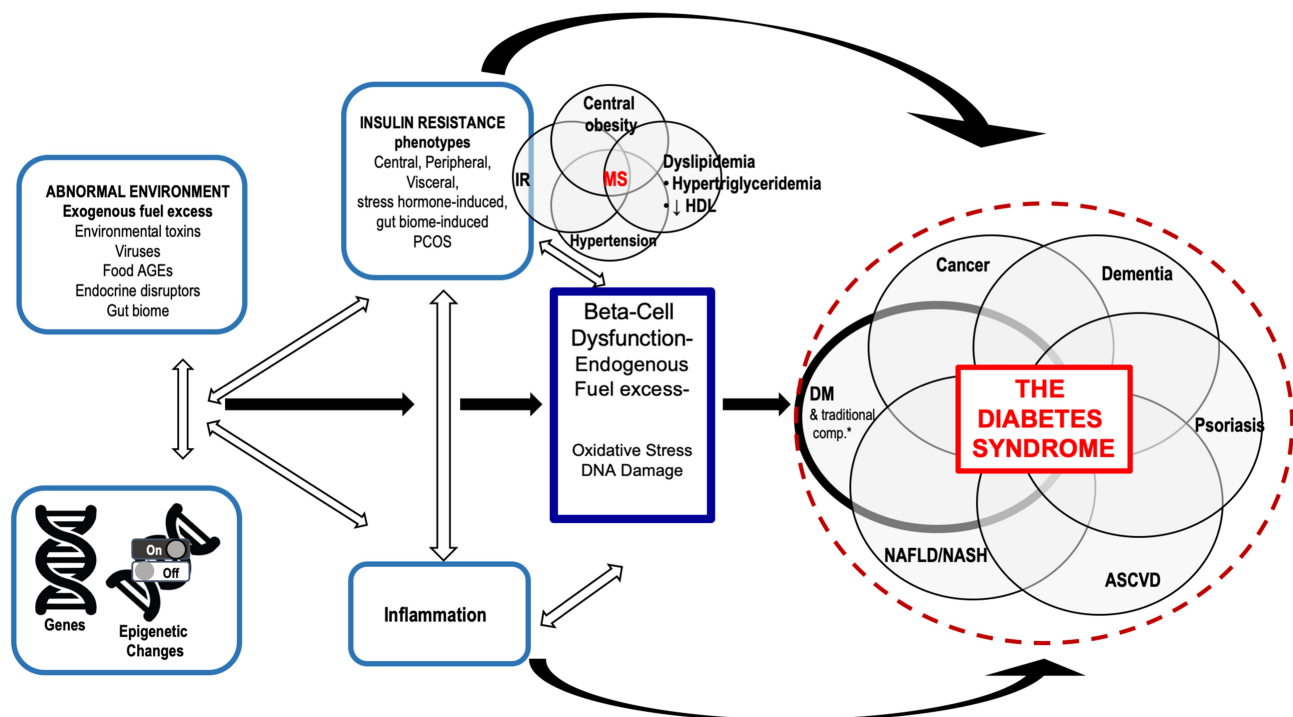 ABNORMAL ENVIRONMENT
Exogenous fuel excess
Environmental toxins
Viruses
Food AGEs
Endocrine disruptors
Gut biome
On
Off
Genes
Epigenetic
Changes
INSULIN RESISTANCE
phenotypes
Central, Peripheral,
Visceral,
stress hormone-induced,
gut biome-induced
PCOS
Central
obesity
IR
MS
Dyslipidemia
• Hypertriglyceridemia
• ↓ HDL
Hypertension
Beta-Cell
Dysfunction-
Endogenous
Fuel excess-
Oxidative Stress
DNA Damage
Inflammation
Cancer
Dementia
DM
& traditional
comp.*
THE
DIABETES
SYNDROME
Psoriasis
NAFLD/NASH
ASCVD